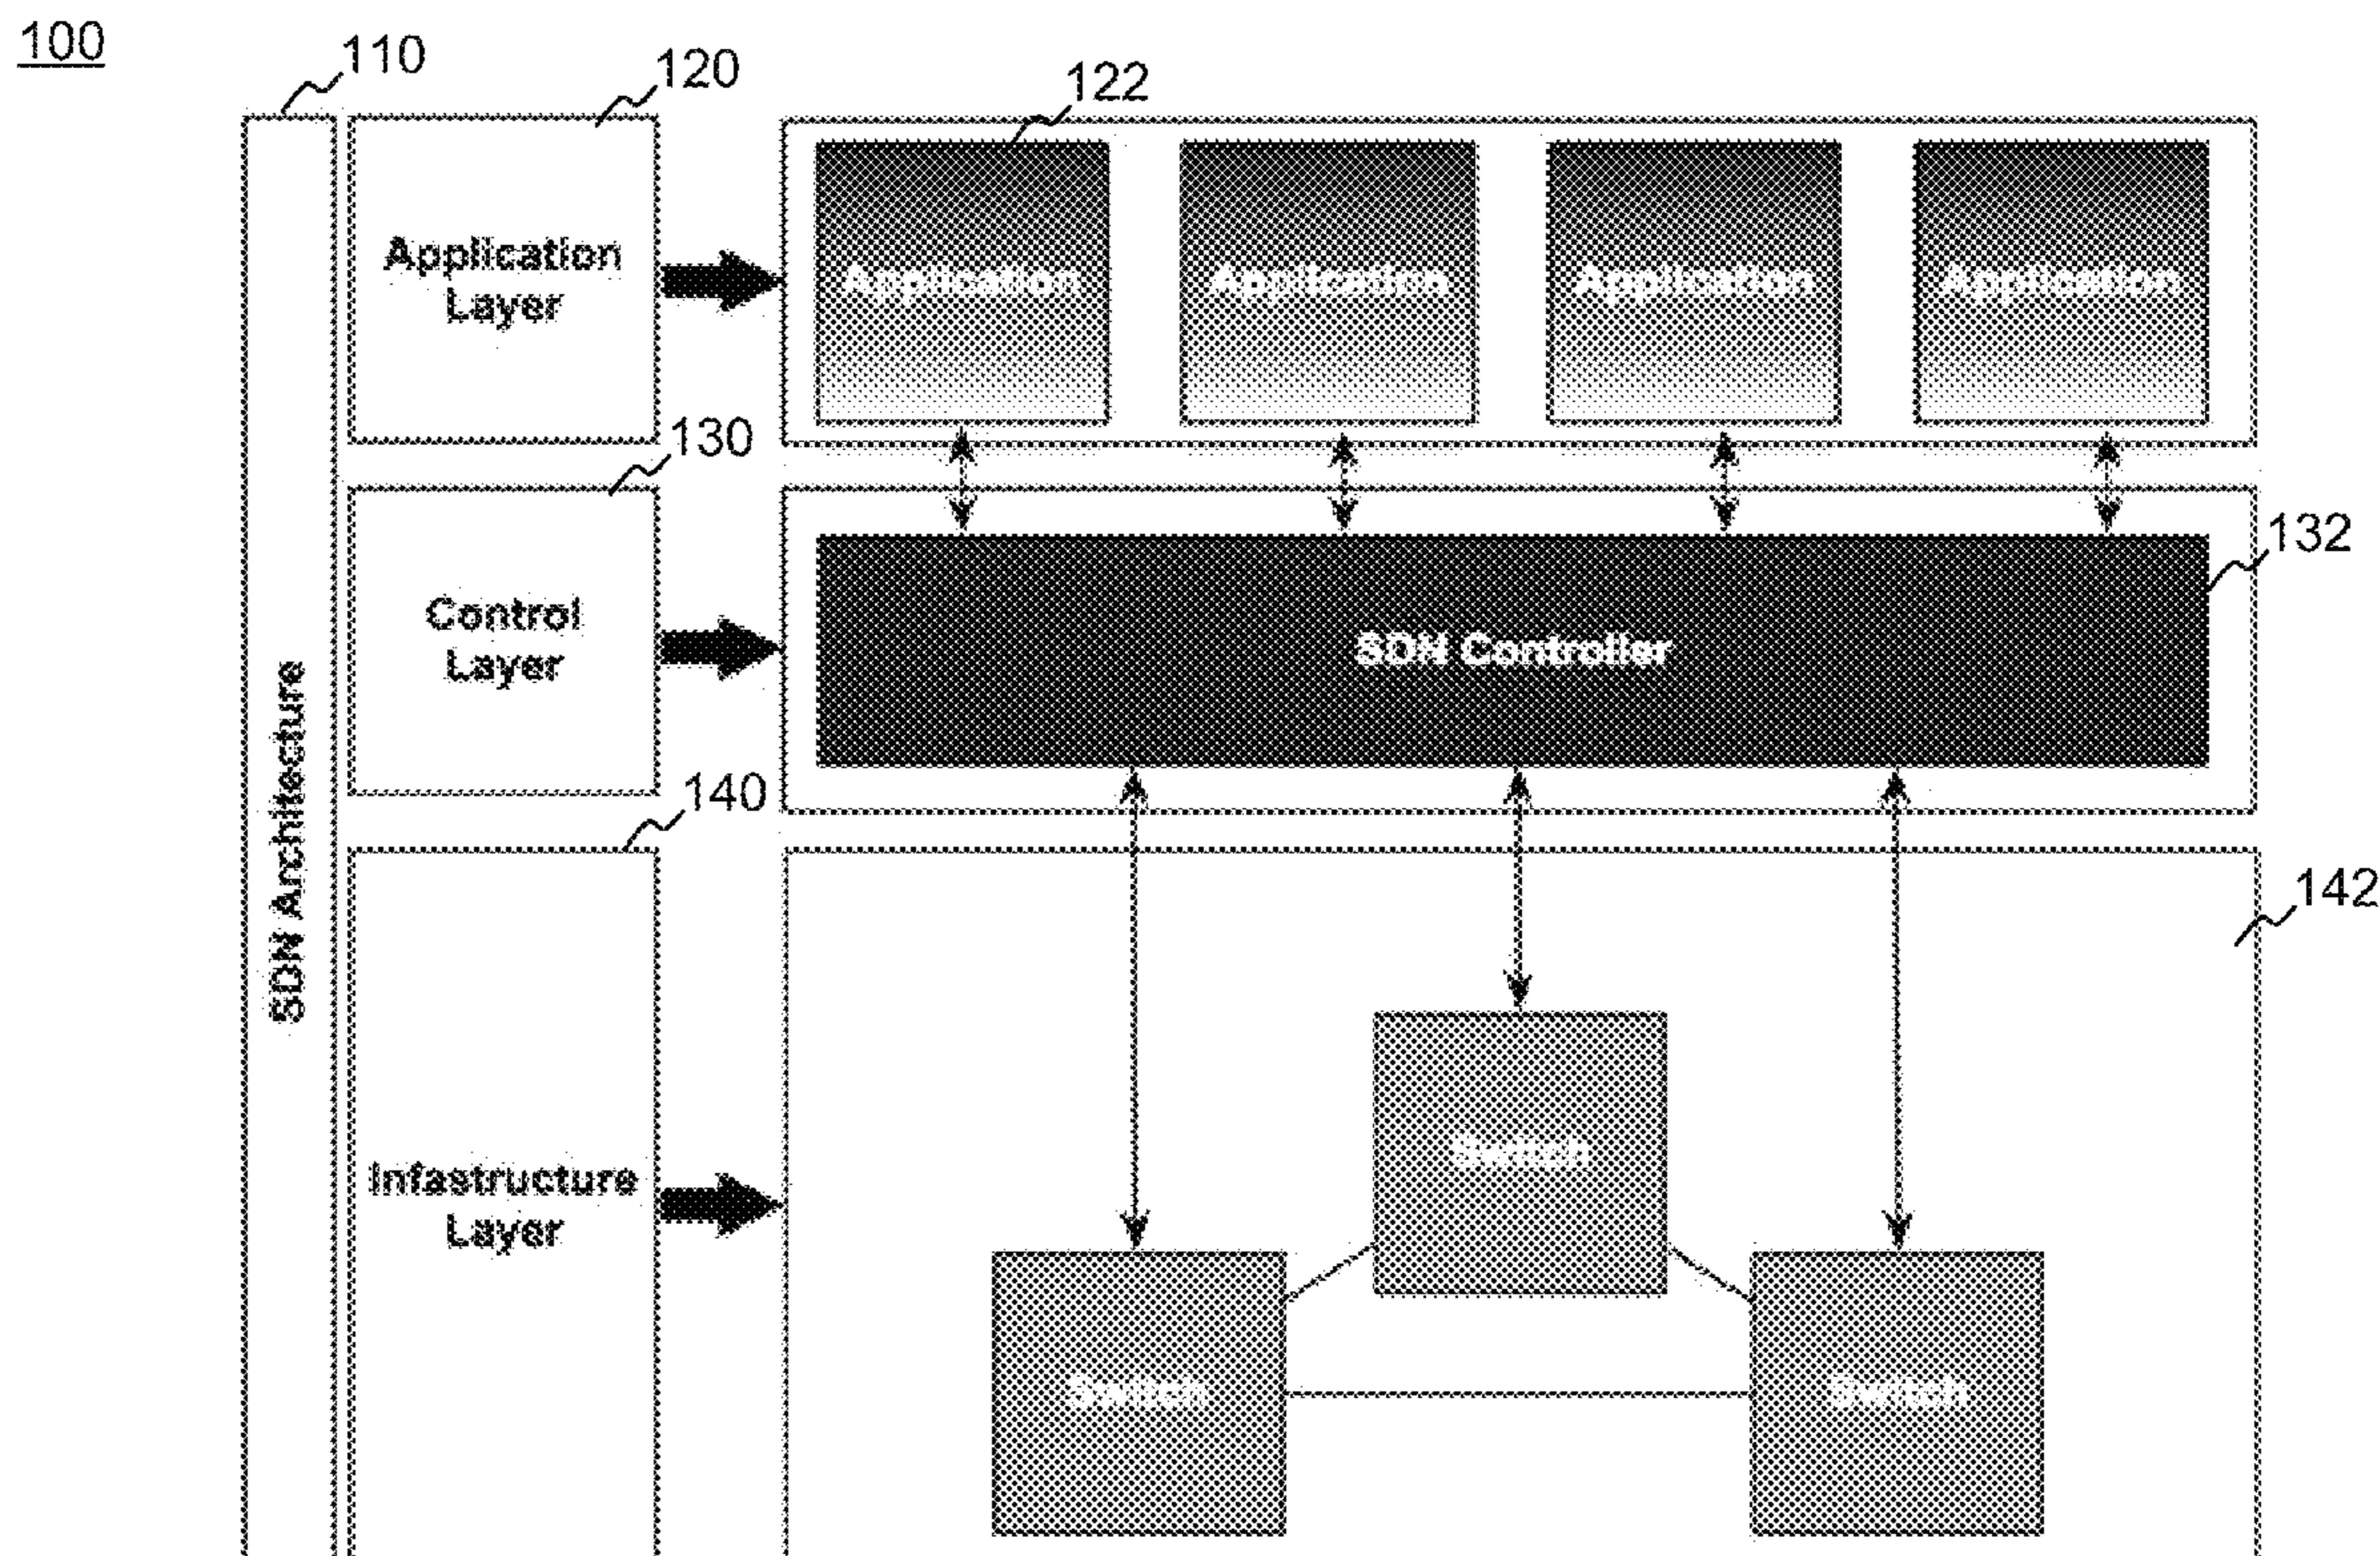 100
110
120
122
Application
Layer
Application
Application
Application
Application
130
132
Control
Layer
SDN Controller
SDN Architecture
140
142
Infastructure
Layer
Switch
Switch
Switch